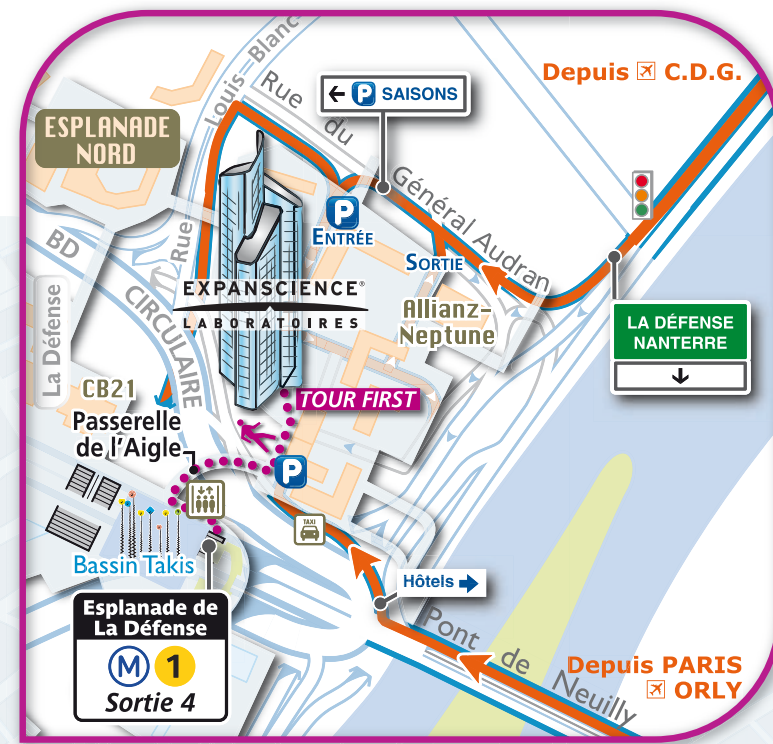 Depuis C.D.G.
Rue Louis-Blanc
Rue du Général Audran
← P SAISONS
ESPLANADE
NORD
P
ENTRÉE
SORTIE
BD CIRCULAIRE
La Défense
EXPANSCIENCE®
LABORATOIRES
Allianz-
Neptune
LA DÉFENSE
NANTERRE
↓
CB21
TOUR FIRST
Passerelle
de l'Aigle
P
TAXI
Bassin Takis
Hôtels
Esplanade de
La Défense
M 1
Sortie 4
Pont de Neuilly
Depuis PARIS
ORLY